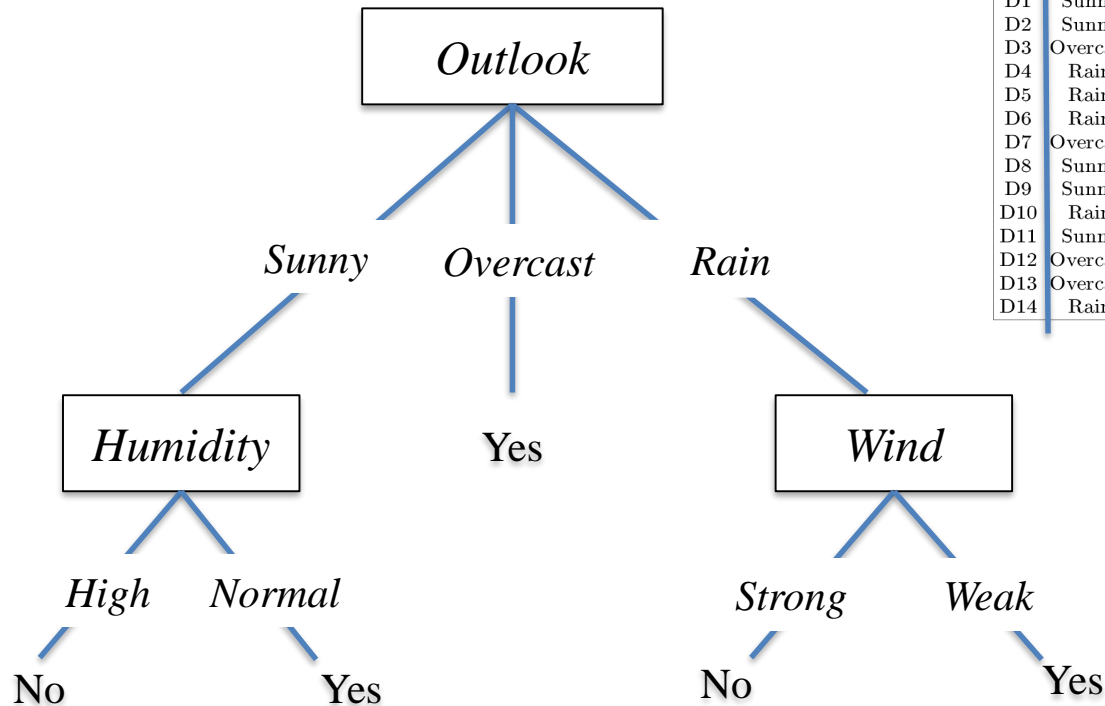 Outlook
Sunny Overcast Rain
Humidity Yes Wind
High Normal Strong Weak
No Yes No Yes
D1
D2
D3
D4
D5
D6
D7
D8
D9
D10
D11
D12
D13
D14